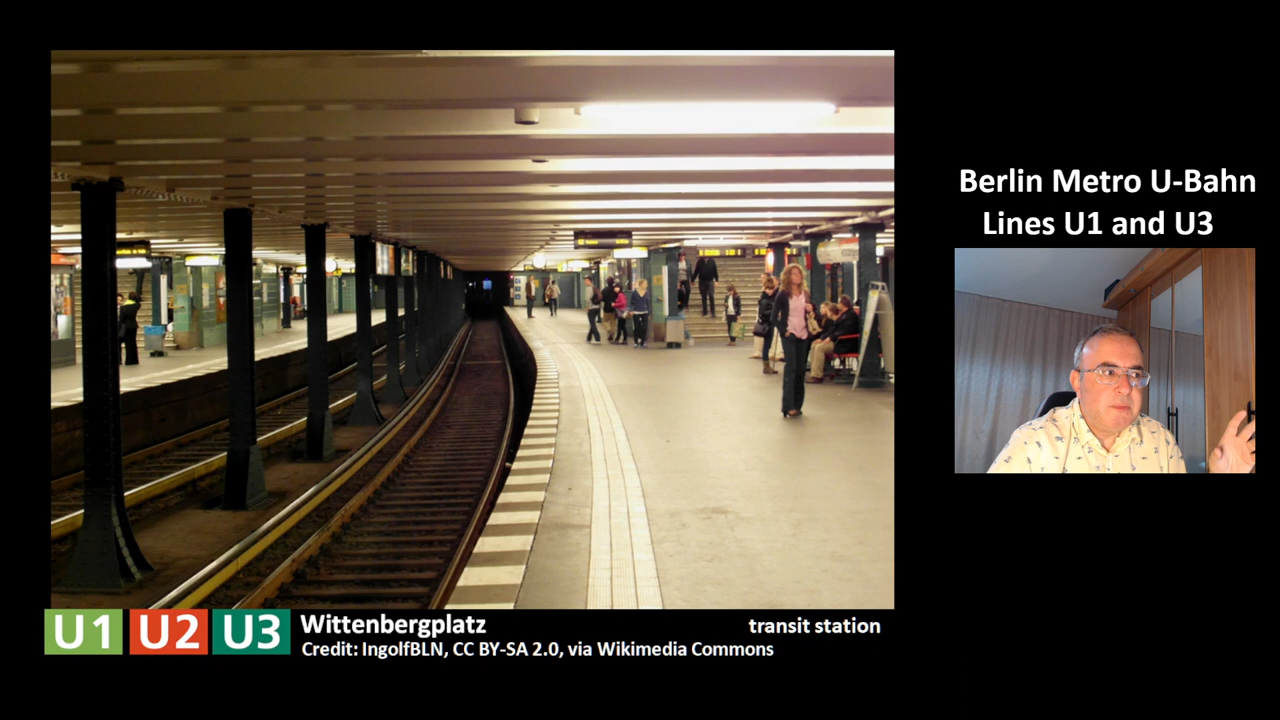 Berlin Metro U-Bahn
Lines U1 and U3
U1 U2 U3 Wittenbergplatz transit station
Credit: IngolfBLN, CC BY-SA 2.0, via Wikimedia Commons